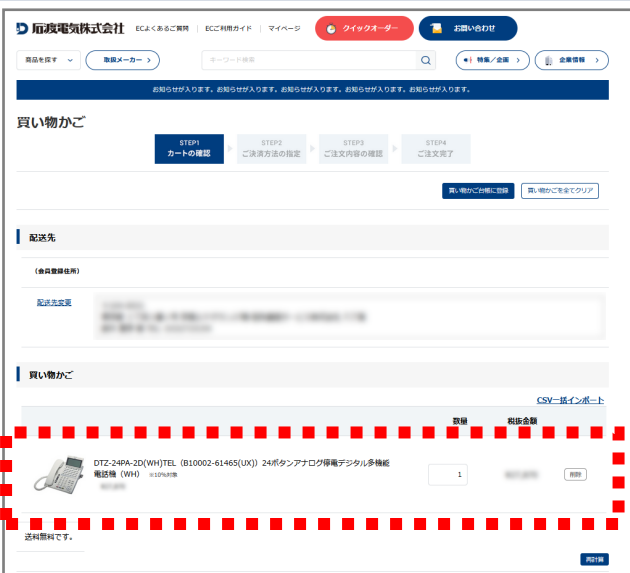 石渡電気株式会社 ECよくあるご質問 ECご利用ガイド マイページ クイックオーダー お問い合わせ
商品を探す 取扱メーカー > キーワード検索 特集/企画 > 企業情報 >
お知らせが入ります。お知らせが入ります。お知らせが入ります。お知らせが入ります。お知らせが入ります。
買い物かご
STEP1 STEP2 STEP3 STEP4
カートの確認 ご決済方法の指定 ご注文内容の確認 ご注文完了
買い物かご台帳に登録 買い物かごを全てクリア
配送先
(会員登録住所)
配送先変更
買い物かご
CSV一括インポート
数量 税抜金額
DTZ-24PA-2D(WH)TEL(B10002-61465(UX))24ボタンアナログ停電デジタル多機能
電話機(WH) ※10%対象
1 削除
送料無料です。
再計算